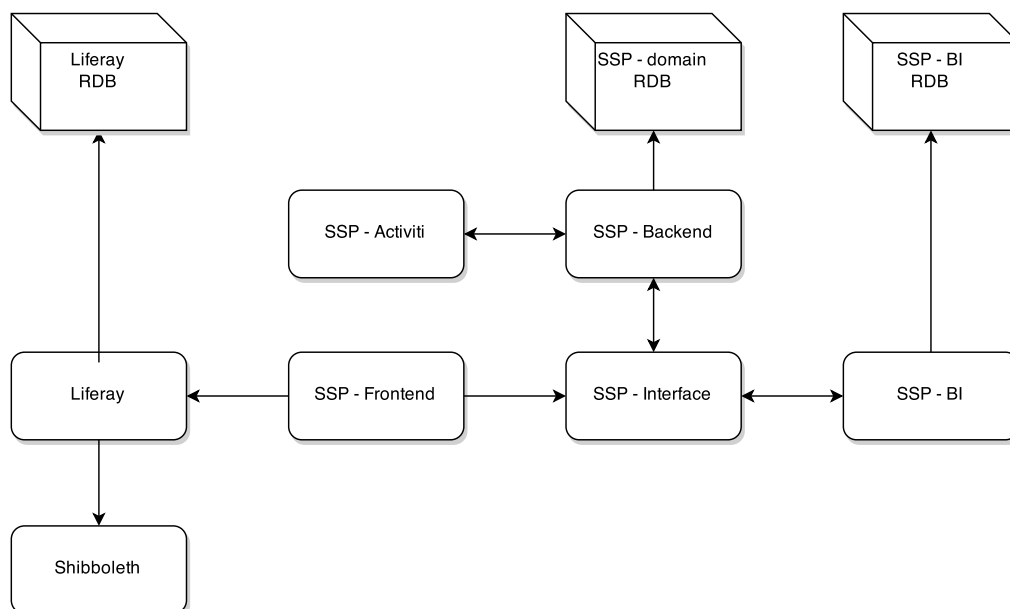 Liferay
RDB
SSP - domain
RDB
SSP - BI
RDB
SSP - Activiti
SSP - Backend
Liferay
SSP - Frontend
SSP - Interface
SSP - BI
Shibboleth